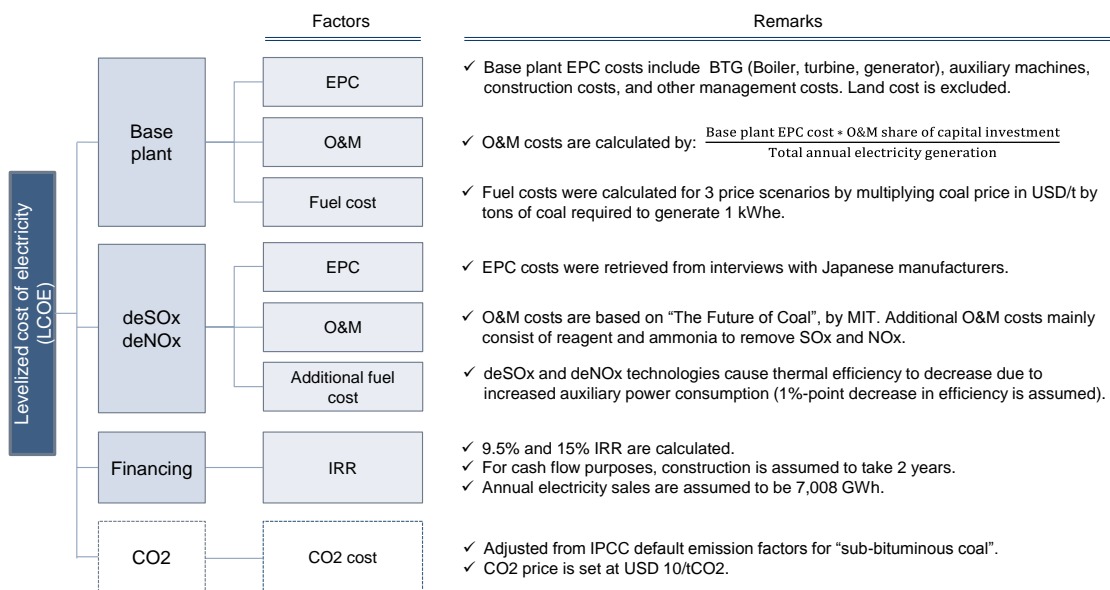 Factors
Remarks
Levelized cost of electricity
(LCOE)
Base
plant
EPC
✓ Base plant EPC costs include BTG (Boiler, turbine, generator), auxiliary machines,
construction costs, and other management costs. Land cost is excluded.
O&M
✓ O&M costs are calculated by:
Base plant EPC cost * O&M share of capital investment
Total annual electricity generation
Fuel cost
✓ Fuel costs were calculated for 3 price scenarios by multiplying coal price in USD/t by
tons of coal required to generate 1 kWhe.
deSOx
deNOx
EPC
✓ EPC costs were retrieved from interviews with Japanese manufacturers.
O&M
✓ O&M costs are based on “The Future of Coal”, by MIT. Additional O&M costs mainly
consist of reagent and ammonia to remove SOx and NOx.
Additional fuel
cost
✓ deSOx and deNOx technologies cause thermal efficiency to decrease due to
increased auxiliary power consumption (1%-point decrease in efficiency is assumed).
Financing
IRR
✓ 9.5% and 15% IRR are calculated.
✓ For cash flow purposes, construction is assumed to take 2 years.
✓ Annual electricity sales are assumed to be 7,008 GWh.
CO2
CO2 cost
✓ Adjusted from IPCC default emission factors for “sub-bituminous coal”.
✓ CO2 price is set at USD 10/tCO2.